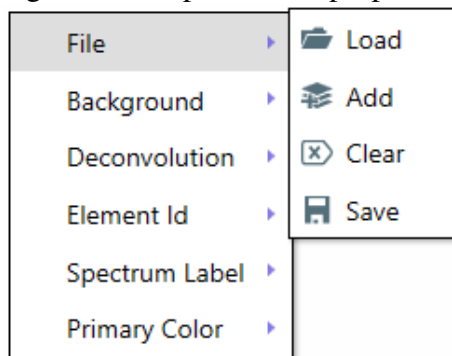 File
Background
Deconvolution
Element Id
Spectrum Label
Primary Color
Load
Add
Clear
Save